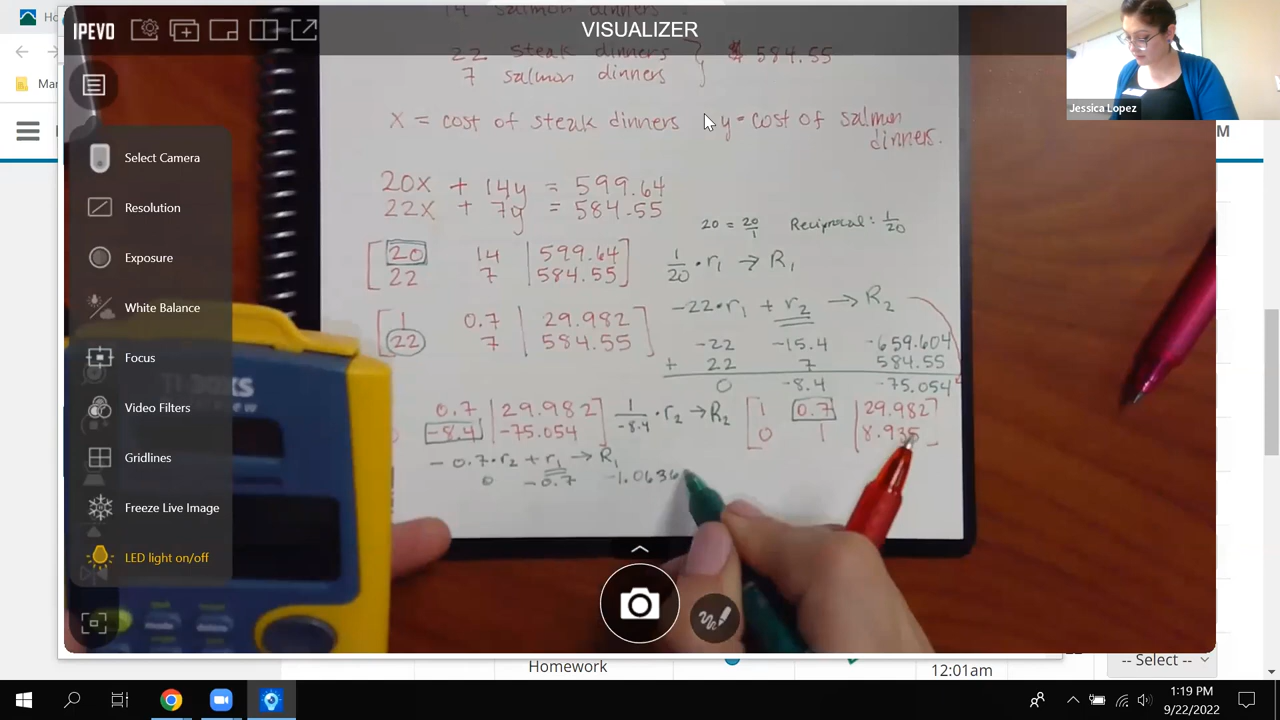 IPEVO
VISUALIZER
Jessica Lopez
14 salmon dinners
22 steak dinners } $584.55
7 salmon dinners
x = cost of steak dinners y = cost of salmon
dinners.
20x + 14y = 599.64
22x + 7y = 584.55
20 = 20/1 Reciprocal: 1/20
[20 14 | 599.64]
[22 7 | 584.55]
1/20 · r1 → R1
[1 0.7 | 29.982]
[22 7 | 584.55]
-22·r1 + r2 → R2
-22 -15.4 -659.604
+ 22 7 584.55
0 -8.4 -75.054
0.7 | 29.982]
-8.4 | -75.054]
1/-8.4 · r2 → R2
[1 0.7 | 29.982]
[0 1 | 8.935
-0.7·r2 + r1 → R1
0 -0.7 -1.0636
Select Camera
Resolution
Exposure
White Balance
Focus
Video Filters
Gridlines
Freeze Live Image
LED light on/off
Homework
12:01am
-- Select --
M
1:19 PM
9/22/2022